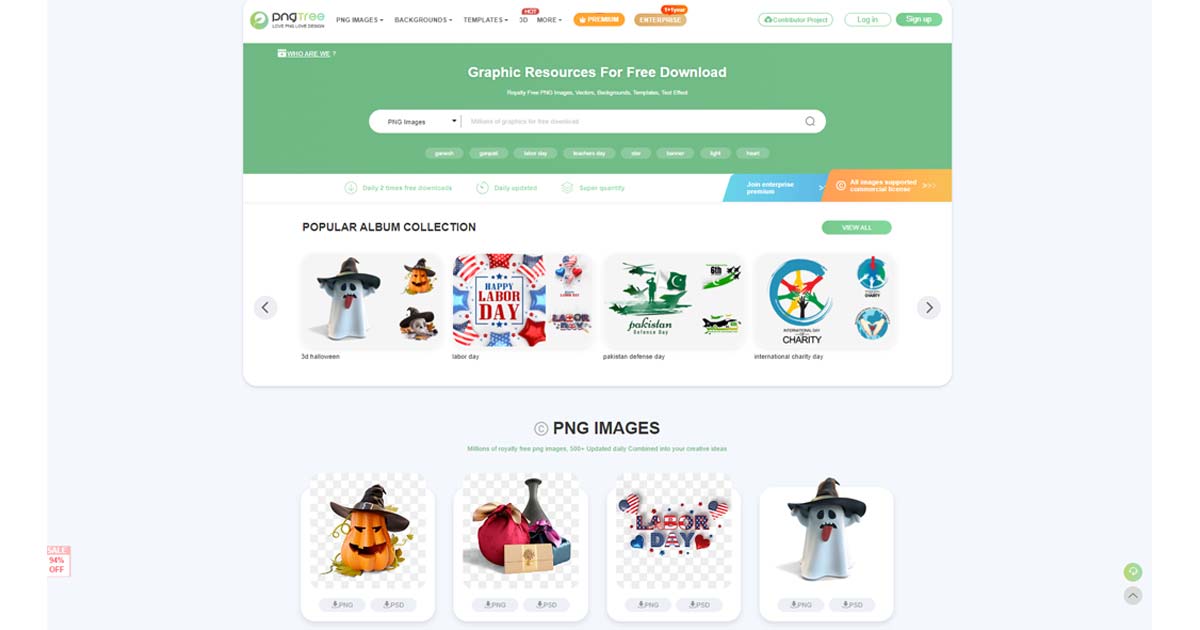 pngtree
LOVE PNG LOVE DESIGN
PNG IMAGES
BACKGROUNDS
TEMPLATES
HOT
3D
MORE
PREMIUM
1+1year
ENTERPRISE
Contributor Project
Log in
Sign up
WHO ARE WE ?
Graphic Resources For Free Download
Royalty Free PNG Images, Vectors, Backgrounds, Templates, Text Effect
PNG Images
Millions of graphics for free download
ganesh
ganpati
labor day
teachers day
star
banner
light
heart
Daily 2 times free downloads
Daily updated
Super quantity
Join enterprise
premium
>
© All images supported
commercial license
>>>
POPULAR ALBUM COLLECTION
VIEW ALL
HAPPY
LABOR
DAY
LABOR
DAY
pakistan
Defence Day
6th
INTERNATIONAL DAY
OF
CHARITY
CHARITY
3d halloween
labor day
pakistan defense day
international charity day
© PNG IMAGES
Millions of royalty free png images, 500+ Updated daily Combined into your creative ideas
LABOR
DAY
PNG
PSD
PNG
PSD
PNG
PSD
PNG
PSD
SALE
94%
OFF